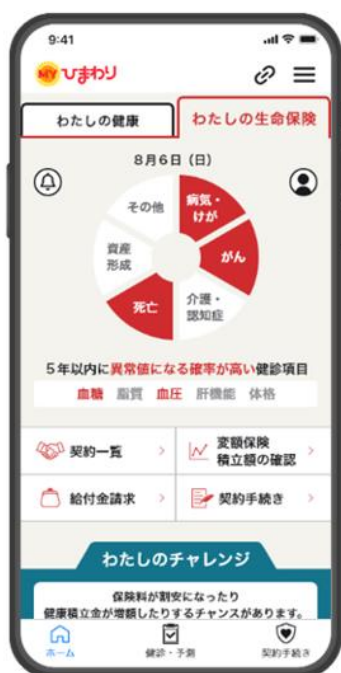 9:41
MY ひまわり
わたしの健康
わたしの生命保険
8月6日（日）
その他
病気・
けが
資産
形成
がん
死亡
介護・
認知症
5年以内に異常値になる確率が高い健診項目
血糖 脂質 血圧 肝機能 体格
契約一覧
変額保険
積立額の確認
給付金請求
契約手続き
わたしのチャレンジ
保険料が割安になったり
健康積立金が増額したりするチャンスがあります。
ホーム
健診・予測
契約手続き